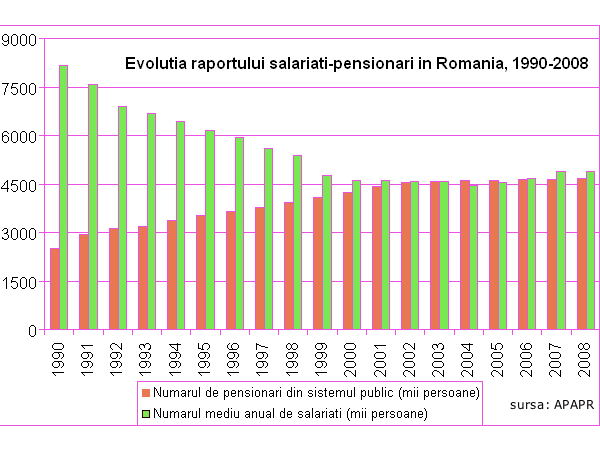 Evolutia raportului salariati-pensionari in Romania, 1990-2008
9000
7500
6000
4500
3000
1500
0
1990 1991 1992 1993 1994 1995 1996 1997 1998 1999 2000 2001 2002 2003 2004 2005 2006 2007 2008
Numarul de pensionari din sistemul public (mii persoane)
Numarul mediu anual de salariati (mii persoane)
sursa: APAPR